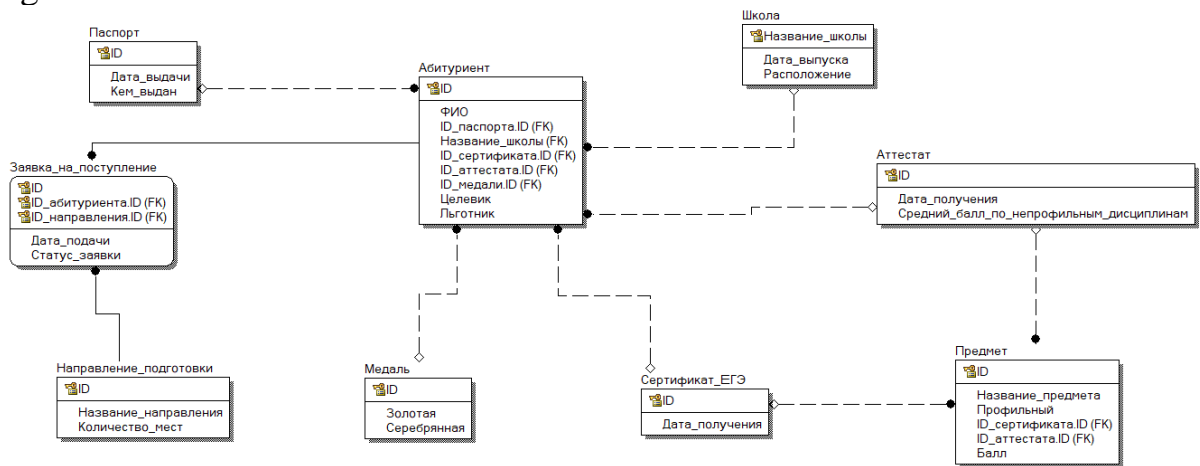 Паспорт
ID
Дата_выдачи
Кем_выдан
Абитуриент
ID
ФИО
ID_паспорта.ID (FK)
Название_школы (FK)
ID_сертификата.ID (FK)
ID_аттестата.ID (FK)
ID_медали.ID (FK)
Целевик
Льготник
Школа
Название_школы
Дата_выпуска
Расположение
Заявка_на_поступление
ID
ID_абитуриента.ID (FK)
ID_направления.ID (FK)
Дата_подачи
Статус_заявки
Аттестат
ID
Дата_получения
Средний_балл_по_непрофильным_дисциплинам
Направление_подготовки
ID
Название_направления
Количество_мест
Медаль
ID
Золотая
Серебрянная
Сертификат_ЕГЭ
ID
Дата_получения
Предмет
ID
Название_предмета
Профильный
ID_сертификата.ID (FK)
ID_аттестата.ID (FK)
Балл